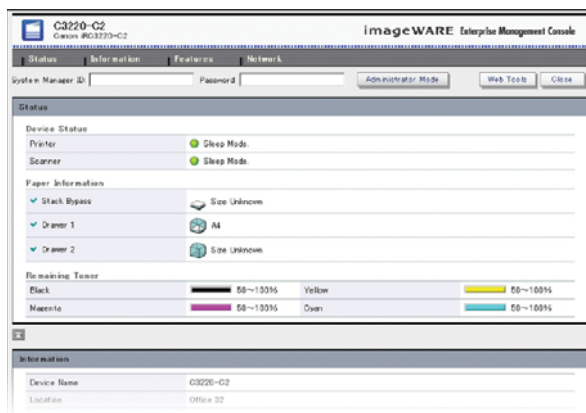 C3220-C2
Canon iRC3220-C2
imageWARE Enterprise Management Console
Status Information Features Network
System Manager ID: Password Administrator Mode Web Tools Close
Status
Device Status
Printer Sleep Mode.
Scanner Sleep Mode.
Paper Information
Stack Bypass Size Unknown
Drawer 1 A4
Drawer 2 Size Unknown
Remaining Toner
Black 50~100% Yellow 50~100%
Magenta 50~100% Cyan 50~100%
Information
Device Name C3220-C2
Location Office 32